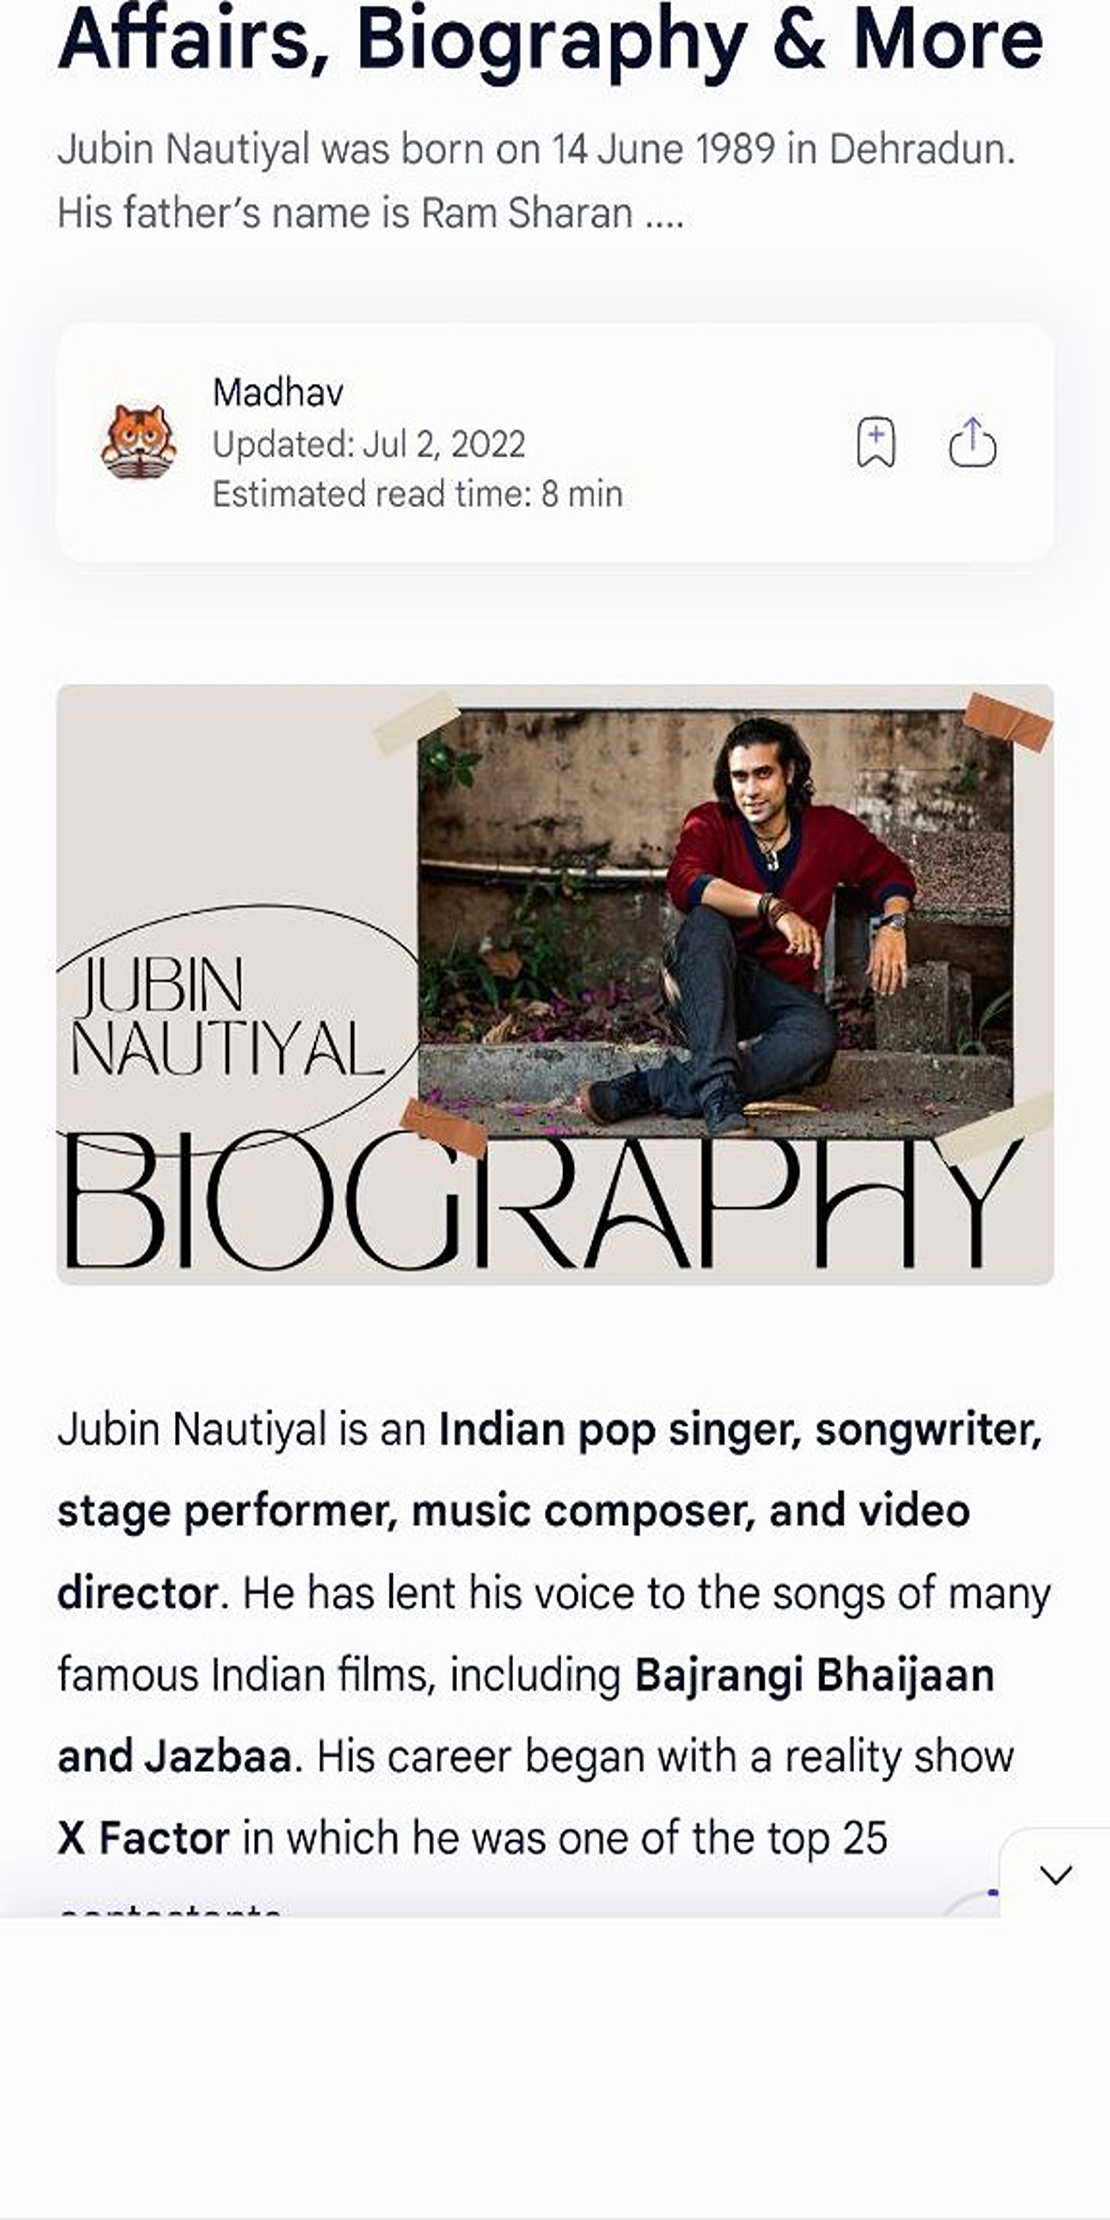 Affairs, Biography & More
Jubin Nautiyal was born on 14 June 1989 in Dehradun.
His father’s name is Ram Sharan ....
Madhav
Updated: Jul 2, 2022
Estimated read time: 8 min
JUBIN
NAUTIYAL
BIOGRAPHY
Jubin Nautiyal is an Indian pop singer, songwriter,
stage performer, music composer, and video
director. He has lent his voice to the songs of many
famous Indian films, including Bajrangi Bhaijaan
and Jazbaa. His career began with a reality show
X Factor in which he was one of the top 25